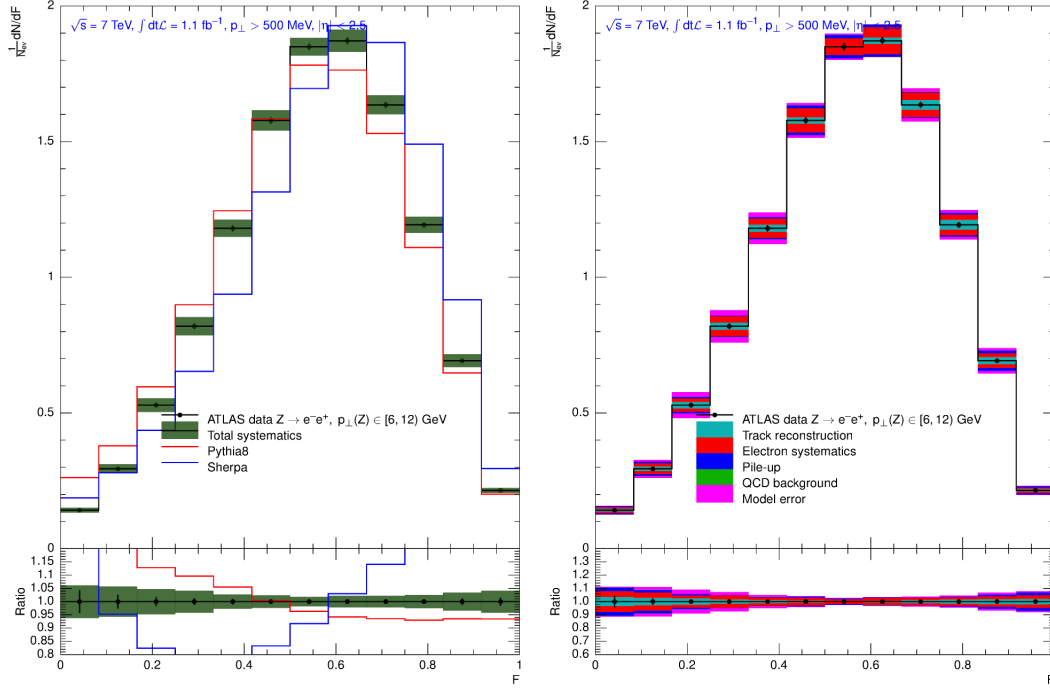 √s = 7 TeV, ∫ dtℒ = 1.1 fb⁻¹, p⊥ > 500 MeV, |η| < 2.5
1/N_ev dN/dF
2
1.5
1
0.5
0
ATLAS data Z → e⁻e⁺, p⊥(Z) ∈ [6, 12) GeV
Total systematics
Pythia8
Sherpa
Ratio
1.15
1.1
1.05
1.0
0.95
0.9
0.85
0.8
0 0.2 0.4 0.6 0.8 1
F
√s = 7 TeV, ∫ dtℒ = 1.1 fb⁻¹, p⊥ > 500 MeV, |η| < 2.5
1/N_ev dN/dF
2
1.5
1
0.5
0
ATLAS data Z → e⁻e⁺, p⊥(Z) ∈ [6, 12) GeV
Track reconstruction
Electron systematics
Pile-up
QCD background
Model error
Ratio
1.3
1.2
1.1
1.0
0.9
0.8
0.7
0.6
0 0.2 0.4 0.6 0.8
F